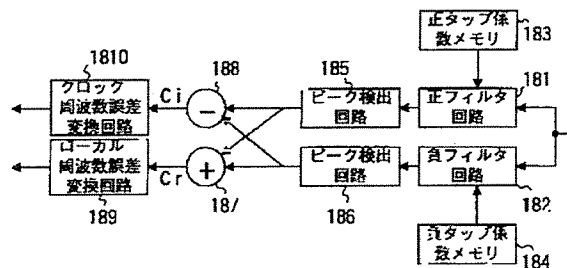 正タップ係
数メモリ
183
1810
クロック
周波数誤差
変換回路
Ci
188
−
185
ピーク検出
回路
181
正フィルタ
回路
ローカル
周波数誤差
変換回路
189
Cr
+
187
ピーク検出
回路
186
負フィルタ
回路
182
負タップ係
数メモリ
184